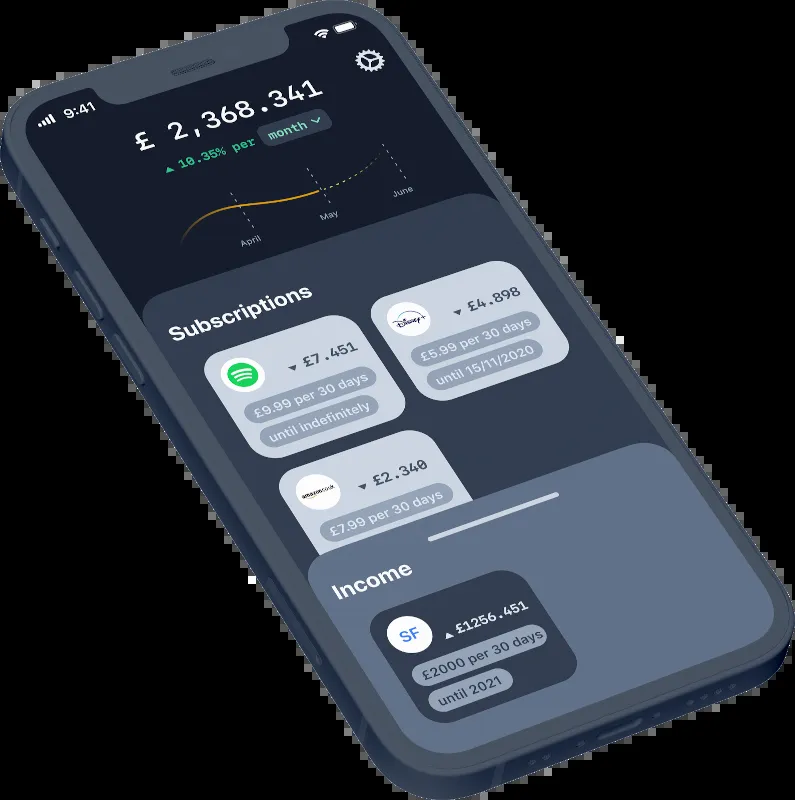 9:41
£ 2,368.341
▲ 10.35% per month
April
May
June
Subscriptions
▼ £7.451
£9.99 per 30 days
until indefinitely
Disney+
▼ £4.898
£5.99 per 30 days
until 15/11/2020
▼ £2.340
£7.99 per 30 days
Income
SF
▲ £1256.451
£2000 per 30 days
until 2021